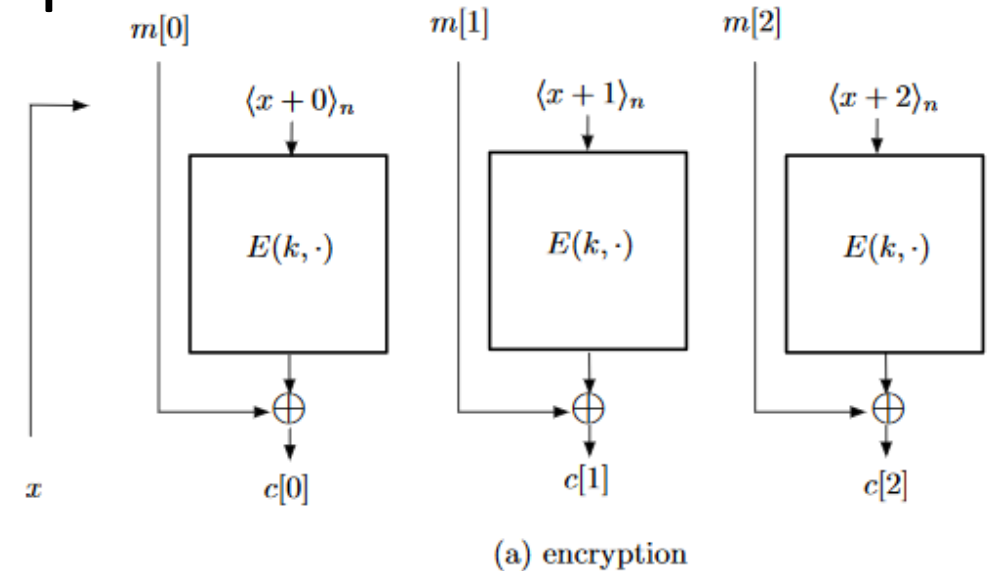 m[0] m[1] m[2]
⟨x + 0⟩ₙ ⟨x + 1⟩ₙ ⟨x + 2⟩ₙ
E(k, ·) E(k, ·) E(k, ·)
x c[0] c[1] c[2]
(a) encryption